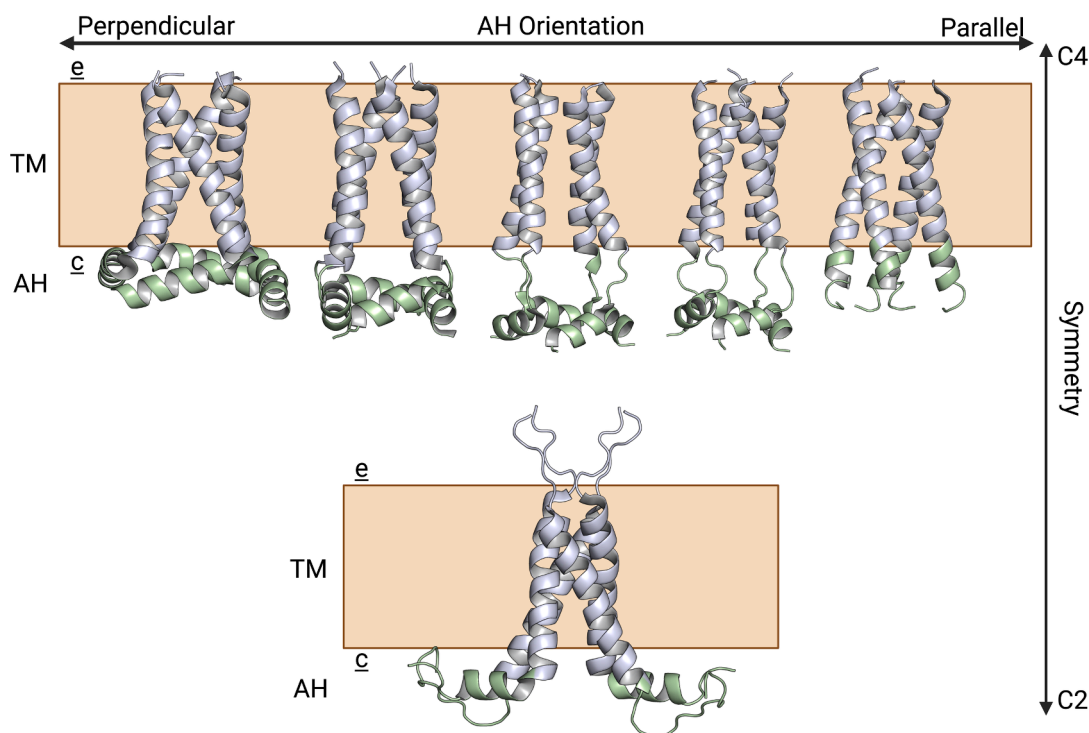 Perpendicular AH Orientation Parallel
C4
e
TM
c
AH
Symmetry
e
TM
c
AH
C2